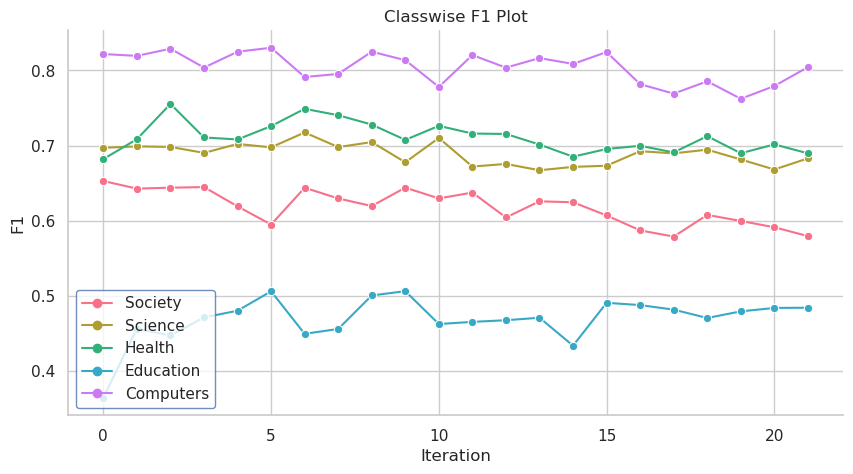 Classwise F1 Plot
F1
0.8
0.7
0.6
0.5
0.4
Society
Science
Health
Education
Computers
0 5 10 15 20
Iteration